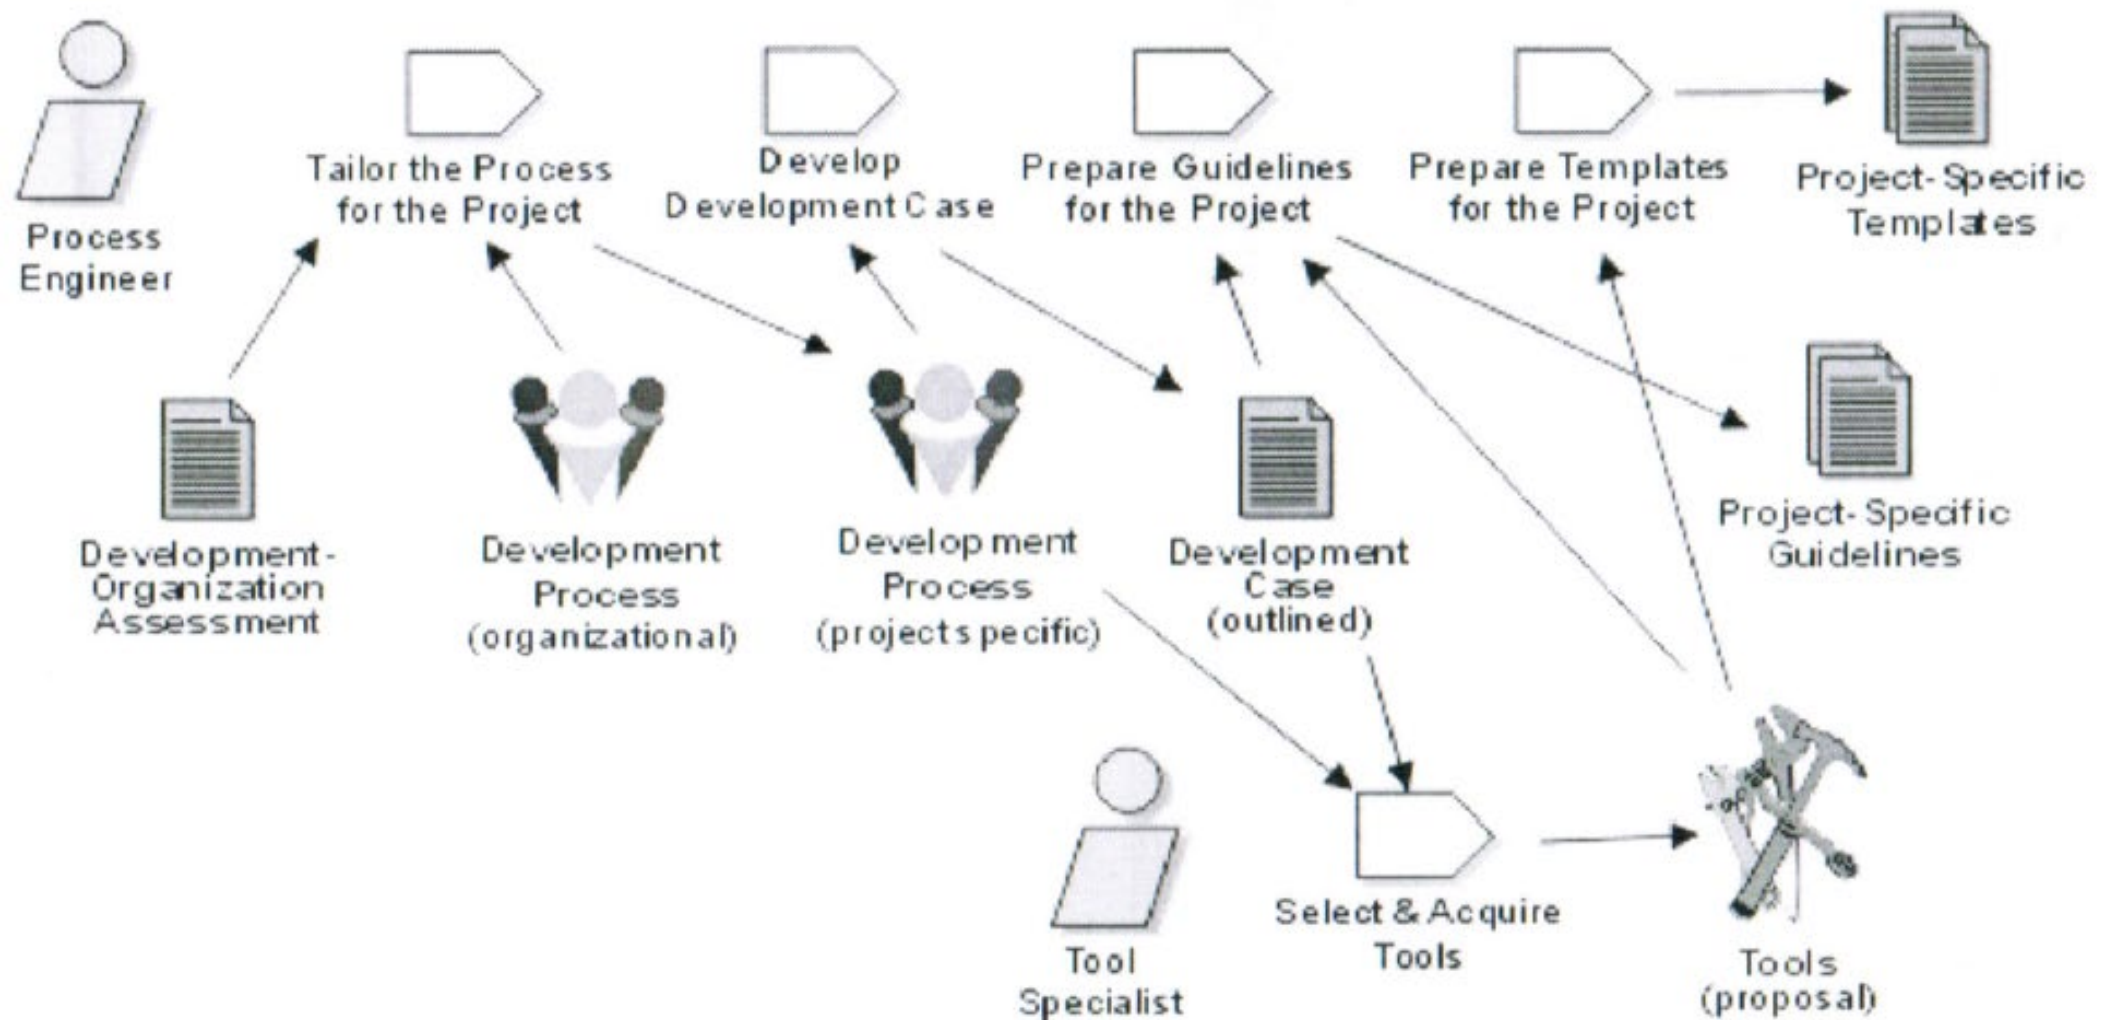 Process
Engineer
Tailor the Process
for the Project
Develop
Development Case
Prepare Guidelines
for the Project
Prepare Templates
for the Project
Project-Specific
Templates
Development-
Organization
Assessment
Development
Process
(organizational)
Development
Process
(project specific)
Development
Case
(outlined)
Project-Specific
Guidelines
Tool
Specialist
Select & Acquire
Tools
Tools
(proposal)